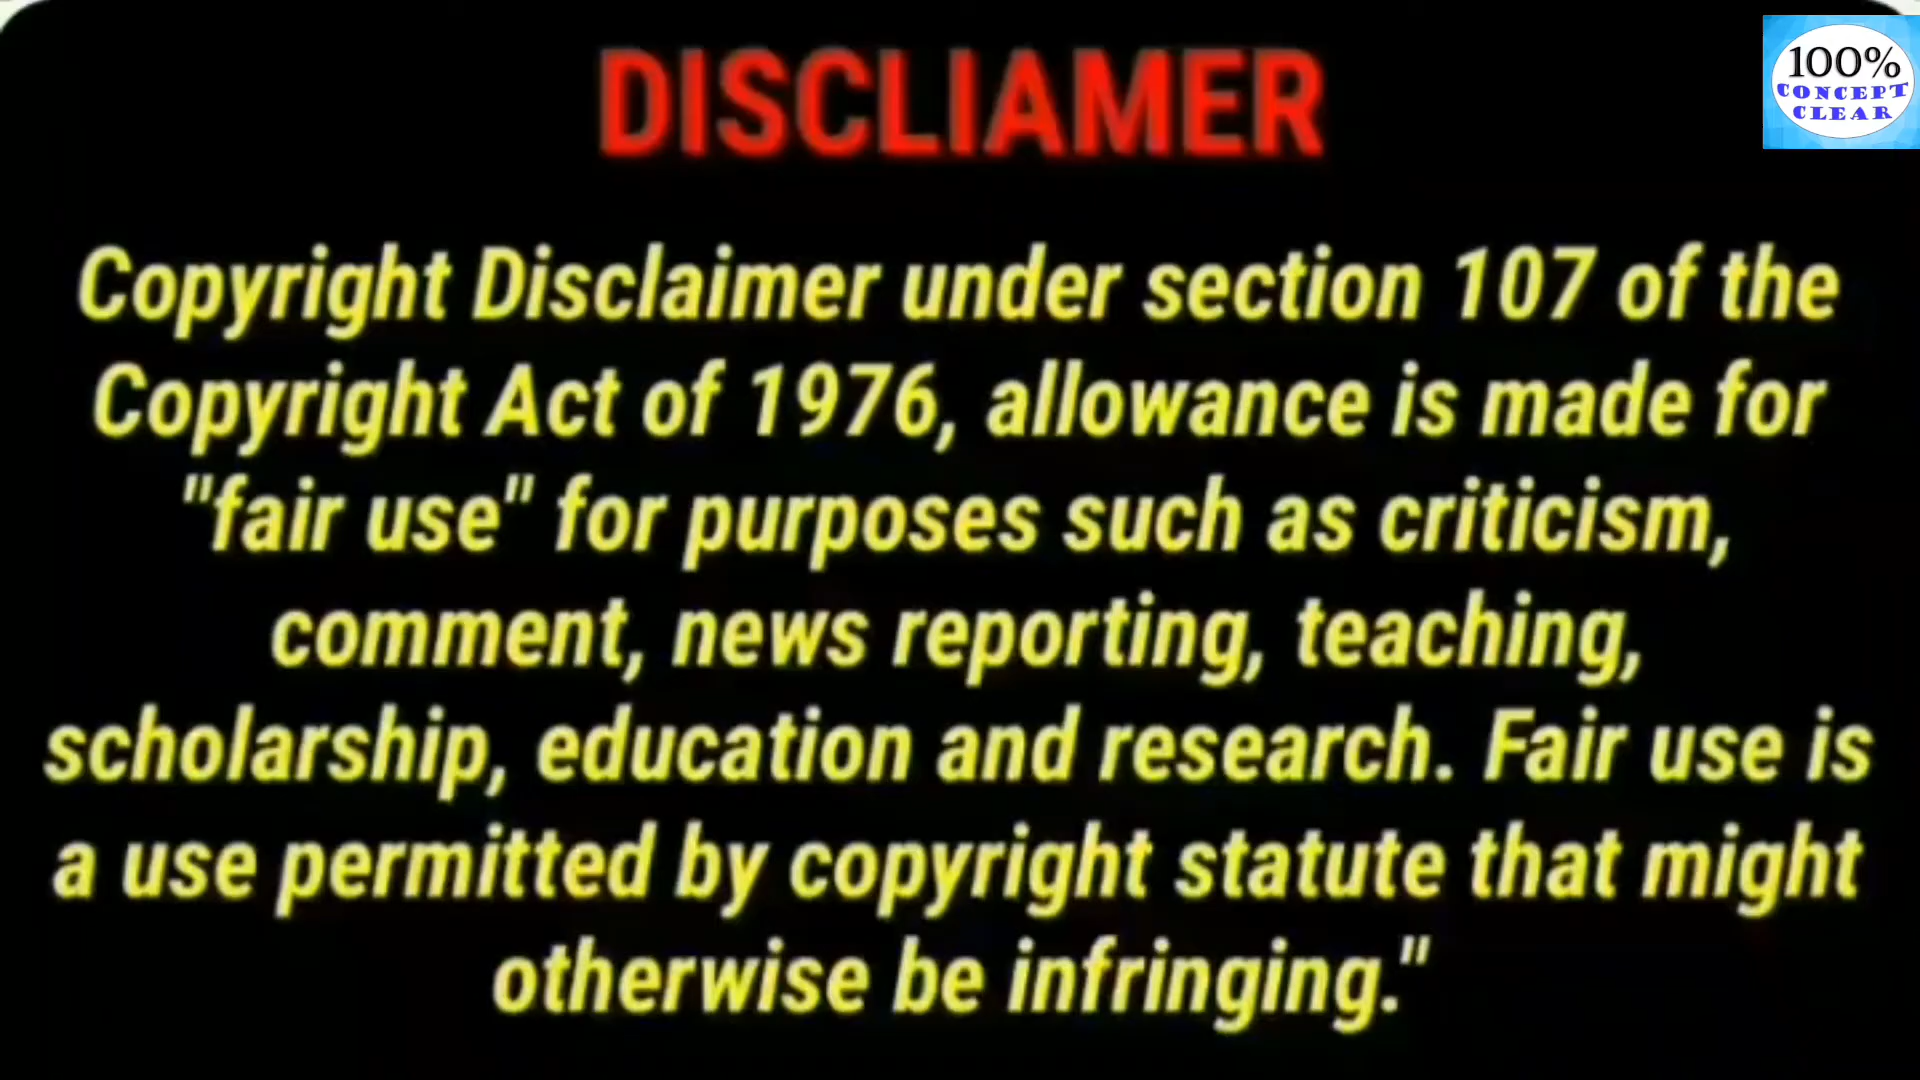 DISCLIAMER
100%
CONCEPT
CLEAR
Copyright Disclaimer under section 107 of the
Copyright Act of 1976, allowance is made for
"fair use" for purposes such as criticism,
comment, news reporting, teaching,
scholarship, education and research. Fair use is
a use permitted by copyright statute that might
otherwise be infringing."